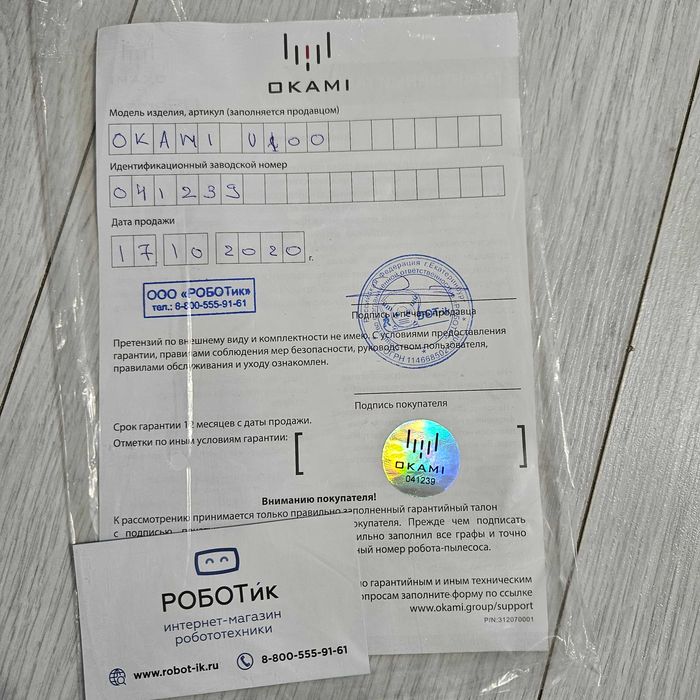 OKAMI
Модель изделия, артикул (заполняется продавцом)
OKAMI U100
Идентификационный заводской номер
041239
Дата продажи
17 10 2020 г.
ООО «РОБОТик»
тел.: 8-800-555-91-61
Подпись и печать продавца
Претензий по внешнему виду и комплектности не имею. С условиями предоставления
гарантии, правилами соблюдения мер безопасности, руководством пользователя,
правилами обслуживания и уходу ознакомлен.
Подпись покупателя
Срок гарантии 12 месяцев с даты продажи.
Отметки по иным условиям гарантии:
[ ]
OKAMI
041239
Вниманию покупателя!
К рассмотрению принимается только правильно заполненный гарантийный талон
с подписью покупателя. Прежде чем подписать
заполнил все графы и точно
номер робота-пылесоса.
по гарантийным и иным техническим
заполните форму по ссылке
www.okami.group/support
P/N:312070001
РОБОТи́к
интернет-магазин
робототехники
www.robot-ik.ru 8-800-555-91-61